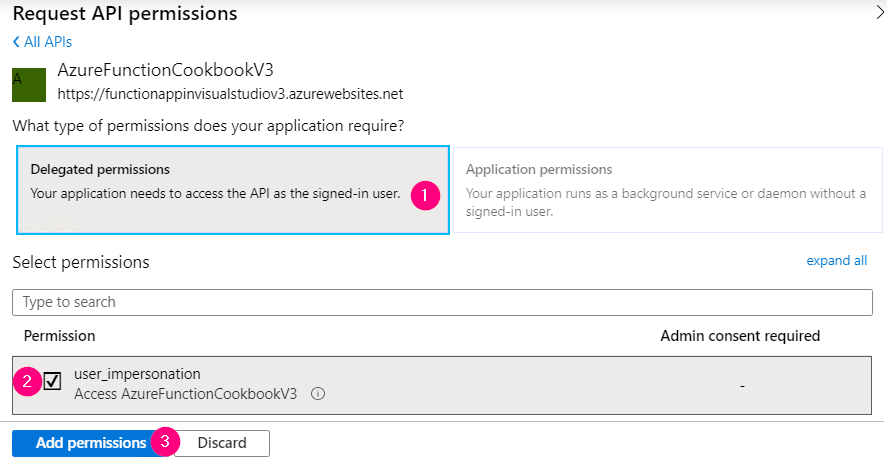 Request API permissions
All APIs
A
AzureFunctionCookbookV3
https://functionappinvisualstudiov3.azurewebsites.net
What type of permissions does your application require?
Delegated permissions
Your application needs to access the API as the signed-in user.
1
Application permissions
Your application runs as a background service or daemon without a
signed-in user.
Select permissions
expand all
Type to search
Permission
Admin consent required
2
user_impersonation
Access AzureFunctionCookbookV3
-
Add permissions
3
Discard